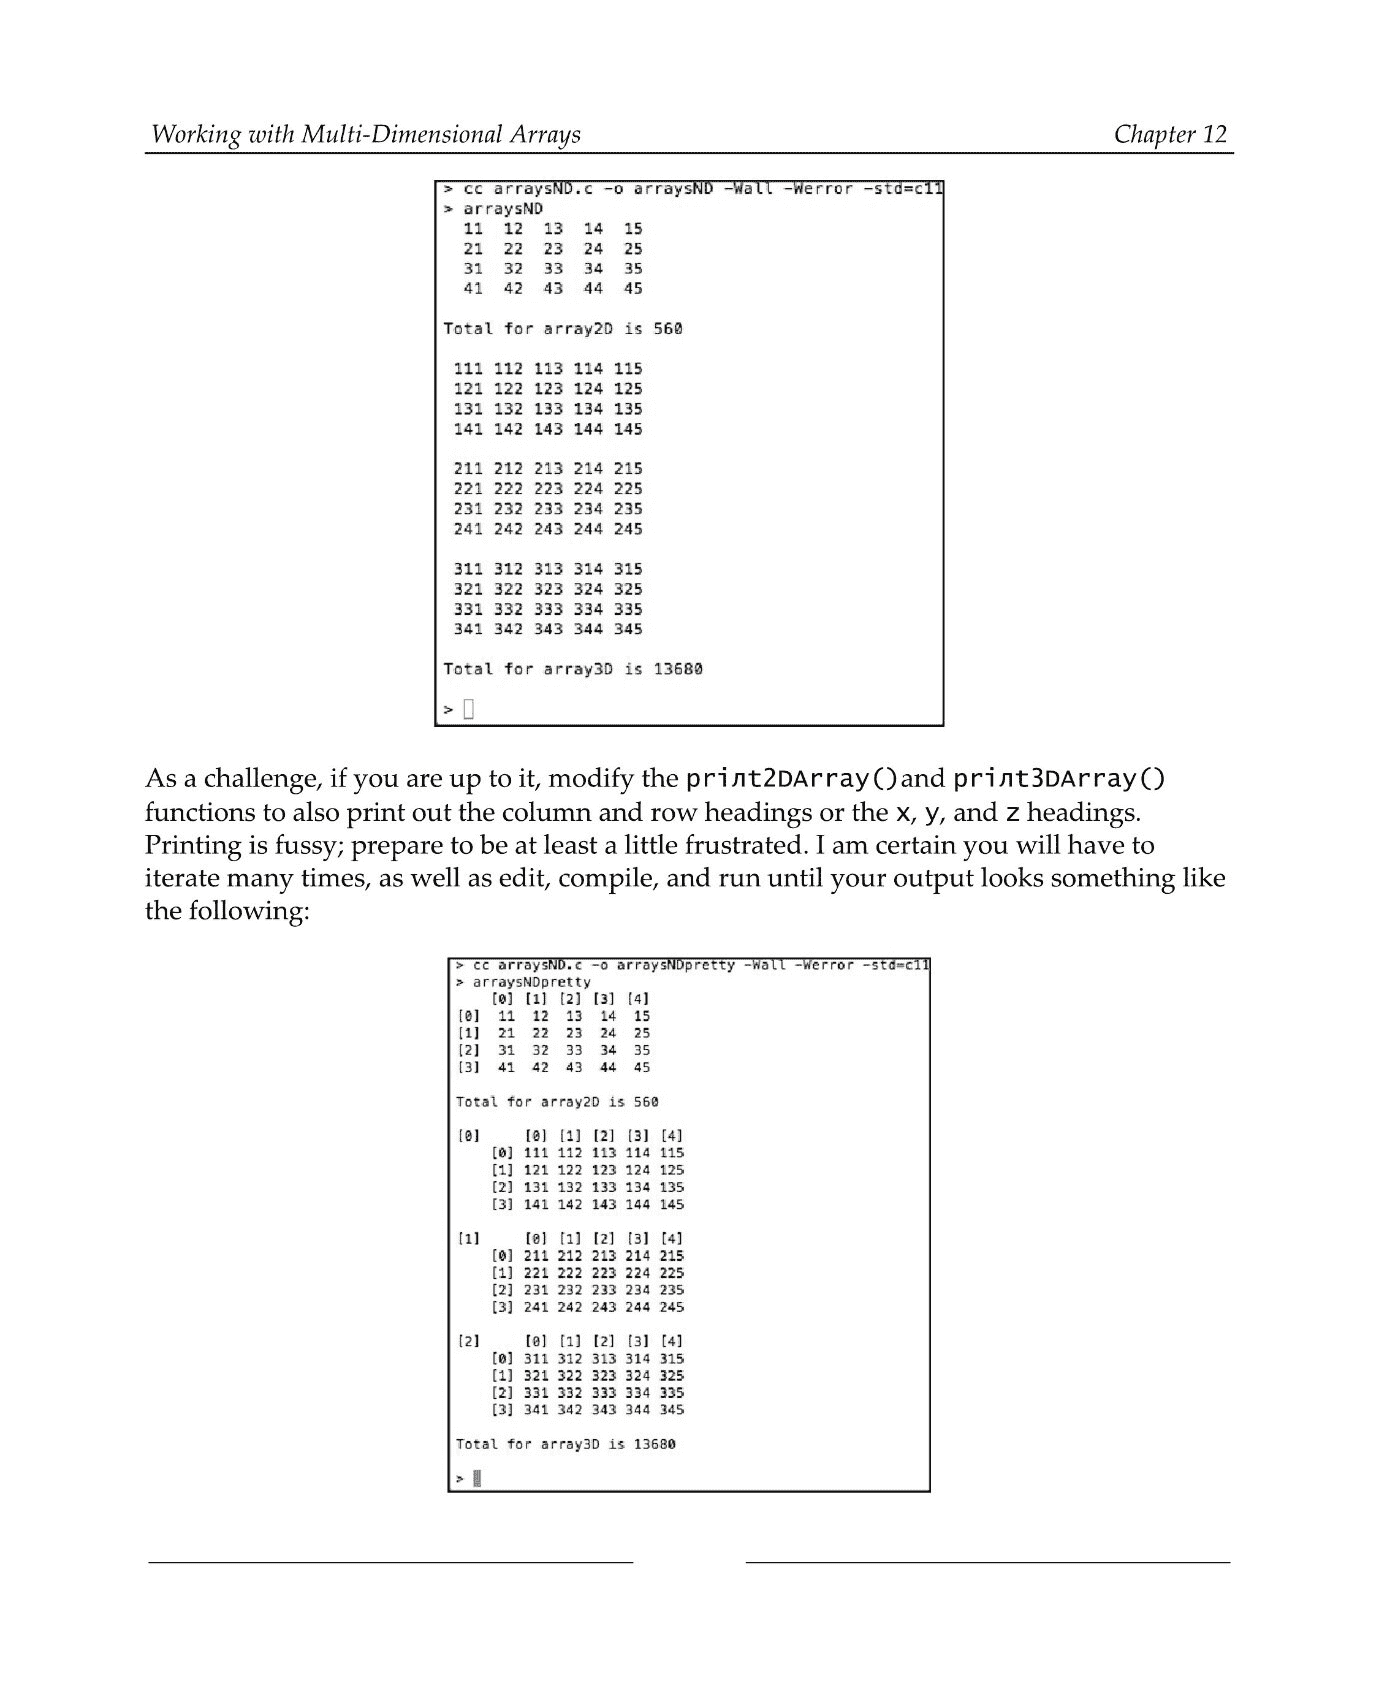 Working with Multi-Dimensional Arrays Chapter 12
> cc arraysND.c -o arraysND -Wall -Werror -std=c11
> arraysND
11 12 13 14 15
21 22 23 24 25
31 32 33 34 35
41 42 43 44 45
Total for array2D is 560
111 112 113 114 115
121 122 123 124 125
131 132 133 134 135
141 142 143 144 145
211 212 213 214 215
221 222 223 224 225
231 232 233 234 235
241 242 243 244 245
311 312 313 314 315
321 322 323 324 325
331 332 333 334 335
341 342 343 344 345
Total for array3D is 13680
>
As a challenge, if you are up to it, modify the print2DArray()and print3DArray()
functions to also print out the column and row headings or the x, y, and z headings.
Printing is fussy; prepare to be at least a little frustrated. I am certain you will have to
iterate many times, as well as edit, compile, and run until your output looks something like
the following:
> cc arraysND.c -o arraysNDpretty -Wall -Werror -std=c11
> arraysNDpretty
[0] [1] [2] [3] [4]
[0] 11 12 13 14 15
[1] 21 22 23 24 25
[2] 31 32 33 34 35
[3] 41 42 43 44 45
Total for array2D is 560
[0] [0] [1] [2] [3] [4]
[0] 111 112 113 114 115
[1] 121 122 123 124 125
[2] 131 132 133 134 135
[3] 141 142 143 144 145
[1] [0] [1] [2] [3] [4]
[0] 211 212 213 214 215
[1] 221 222 223 224 225
[2] 231 232 233 234 235
[3] 241 242 243 244 245
[2] [0] [1] [2] [3] [4]
[0] 311 312 313 314 315
[1] 321 322 323 324 325
[2] 331 332 333 334 335
[3] 341 342 343 344 345
Total for array3D is 13680
>